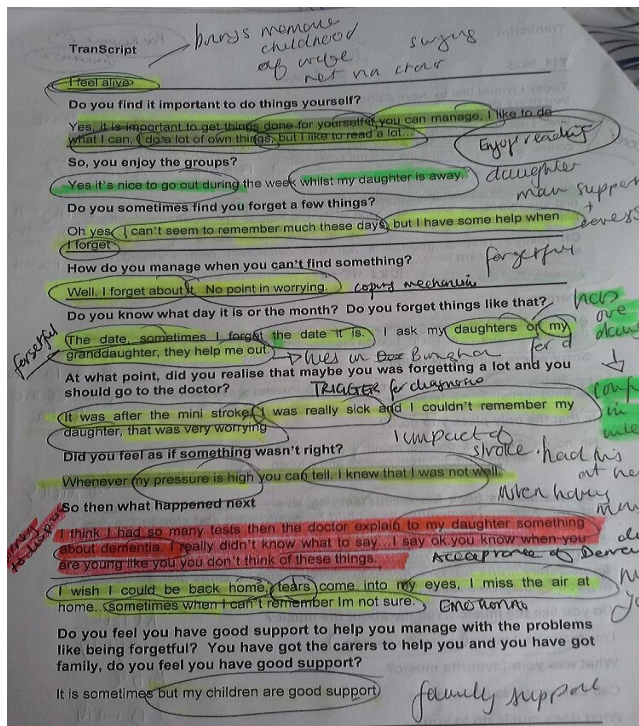 TranScript
brings memories
childhood
I feel alive
Do you find it important to do things yourself?
Yes, it is important to get things done for yourself if you can manage. I like to do
what I can. I do a lot of own things, but I like to read a lot...
Enjoy reading
So, you enjoy the groups?
Yes it's nice to go out during the week whilst my daughter is away.
daughter
main support
Do you sometimes find you forget a few things?
Oh yes, I can't seem to remember much these days, but I have some help when
I forget
How do you manage when you can't find something?
forgetful
Well, I forget about it. No point in worrying.
coping mechanism
Do you know what day it is or the month? Do you forget things like that?
The date, sometimes I forget the date it is. I ask my daughters or my
forgetful
granddaughter, they help me out.
lives in
At what point, did you realise that maybe you was forgetting a lot and you
should go to the doctor?
TRIGGER for diagnosis
It was after the mini stroke, I was really sick and I couldn't remember my
daughter, that was very worrying
Impact of
stroke
Did you feel as if something wasn't right?
Whenever my pressure is high you can tell. I knew that I was not well.
So then what happened next
I think I had so many tests then the doctor explain to my daughter something
about dementia. I really didn't know what to say. I say ok you know when you
are young like you you don't think of these things.
Acceptance of
I wish I could be back home, tears come into my eyes, I miss the air at
home...sometimes when I can't remember Im not sure.
Do you feel you have good support to help you manage with the problems
like being forgetful? You have got the carers to help you and you have got
family, do you feel you have good support?
It is sometimes but my children are good support
family support